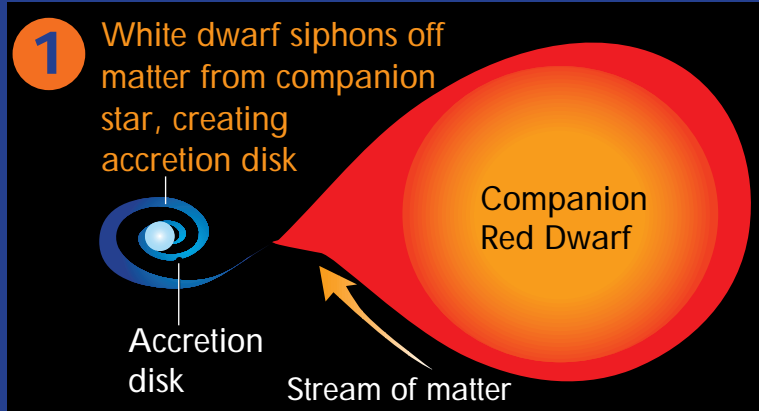 1
White dwarf siphons off
matter from companion
star, creating
accretion disk
Companion
Red Dwarf
Accretion
disk
Stream of matter